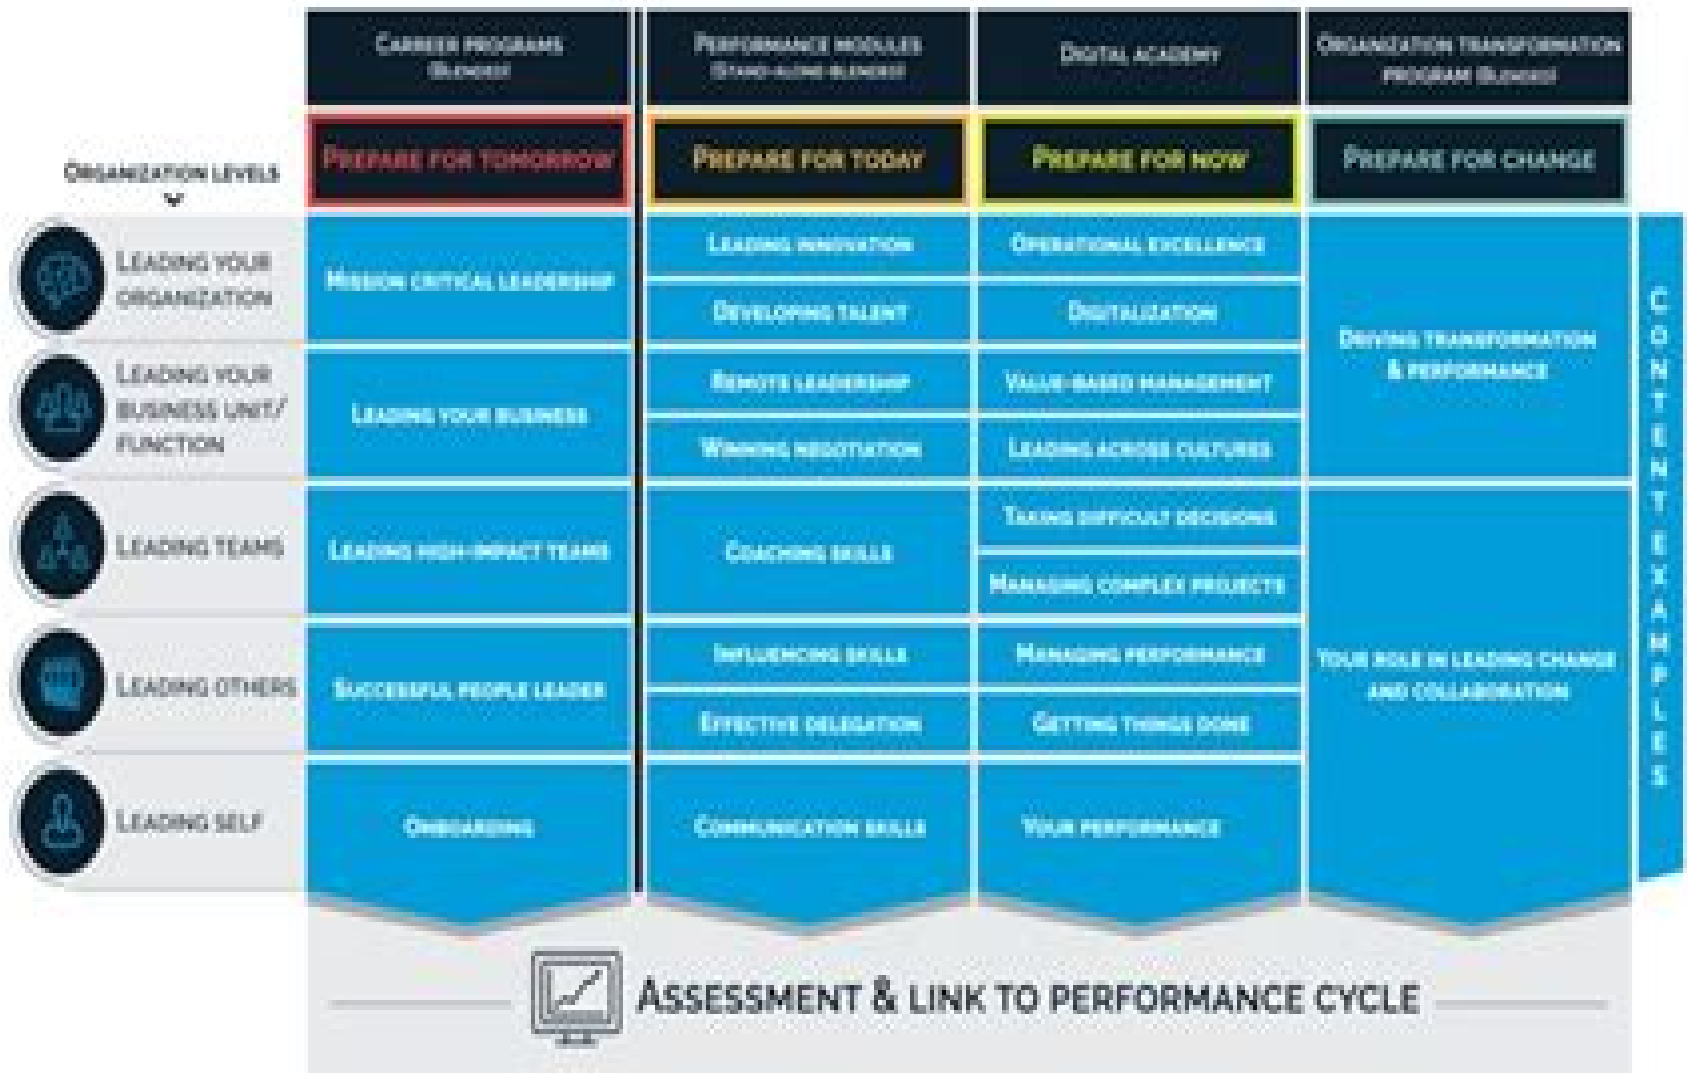 CARREER PROGRAMS
(BLENDED)
PERFORMANCE MODULES
(STAND-ALONE-BLENDED)
DIGITAL ACADEMY
ORGANIZATION TRANSFORMATION
PROGRAM (BLENDED)
PREPARE FOR TOMORROW
PREPARE FOR TODAY
PREPARE FOR NOW
PREPARE FOR CHANGE
ORGANIZATION LEVELS
LEADING YOUR
ORGANIZATION
MISSION CRITICAL LEADERSHIP
LEADING INNOVATION
DEVELOPING TALENT
OPERATIONAL EXCELLENCE
DIGITALIZATION
DRIVING TRANSFORMATION
& PERFORMANCE
LEADING YOUR
BUSINESS UNIT/
FUNCTION
LEADING YOUR BUSINESS
REMOTE LEADERSHIP
WINNING NEGOTIATION
VALUE-BASED MANAGEMENT
LEADING ACROSS CULTURES
LEADING TEAMS
LEADING HIGH-IMPACT TEAMS
COACHING SKILLS
TAKING DIFFICULT DECISIONS
MANAGING COMPLEX PROJECTS
LEADING OTHERS
SUCCESSFUL PEOPLE LEADER
INFLUENCING SKILLS
EFFECTIVE DELEGATION
MANAGING PERFORMANCE
GETTING THINGS DONE
YOUR ROLE IN LEADING CHANGE
AND COLLABORATION
LEADING SELF
ONBOARDING
COMMUNICATION SKILLS
YOUR PERFORMANCE
CONTENT EXAMPLES
ASSESSMENT & LINK TO PERFORMANCE CYCLE